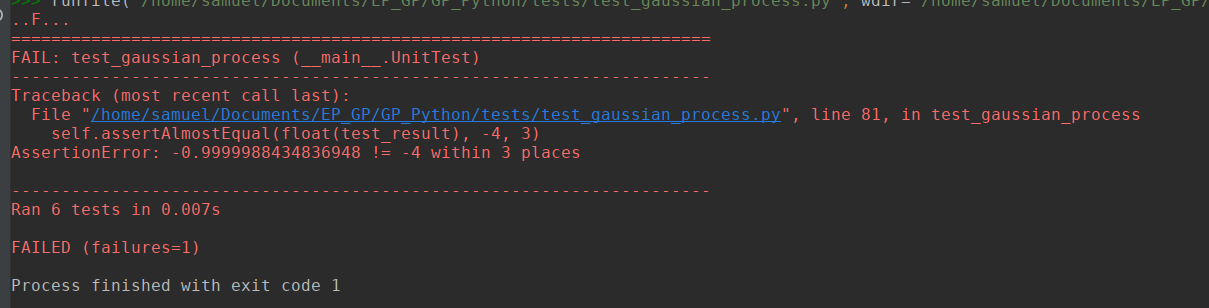 >>> runfile('/home/samuel/Documents/EP_GP/GP_Python/tests/test_gaussian_process.py', wdir='/home/samuel/Documents/EP_GP/
..F...
======================================================================
FAIL: test_gaussian_process (__main__.UnitTest)
----------------------------------------------------------------------
Traceback (most recent call last):
  File "/home/samuel/Documents/EP_GP/GP_Python/tests/test_gaussian_process.py", line 81, in test_gaussian_process
    self.assertAlmostEqual(float(test_result), -4, 3)
AssertionError: -0.9999988434836948 != -4 within 3 places

----------------------------------------------------------------------
Ran 6 tests in 0.007s

FAILED (failures=1)

Process finished with exit code 1